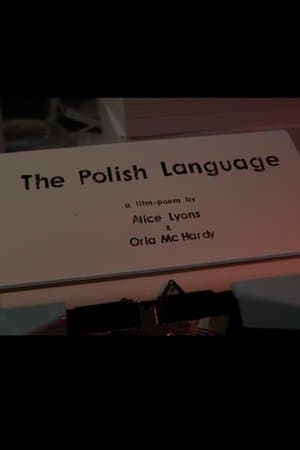 The Polish Language
a film-poem by
Alice Lyons
&
Orla Mc Hardy